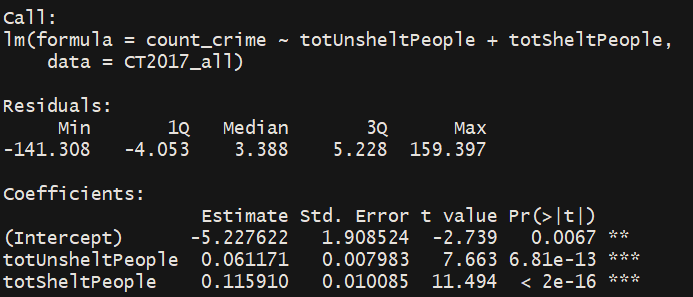 Call:
lm(formula = count_crime ~ totUnsheltPeople + totSheltPeople,
    data = CT2017_all)
Residuals:
     Min       1Q   Median       3Q      Max
-141.308   -4.053    3.388    5.228  159.397
Coefficients:
                  Estimate Std. Error t value Pr(>|t|)
(Intercept)      -5.227622   1.908524  -2.739   0.0067 **
totUnsheltPeople  0.061171   0.007983   7.663 6.81e-13 ***
totSheltPeople    0.115910   0.010085  11.494  < 2e-16 ***